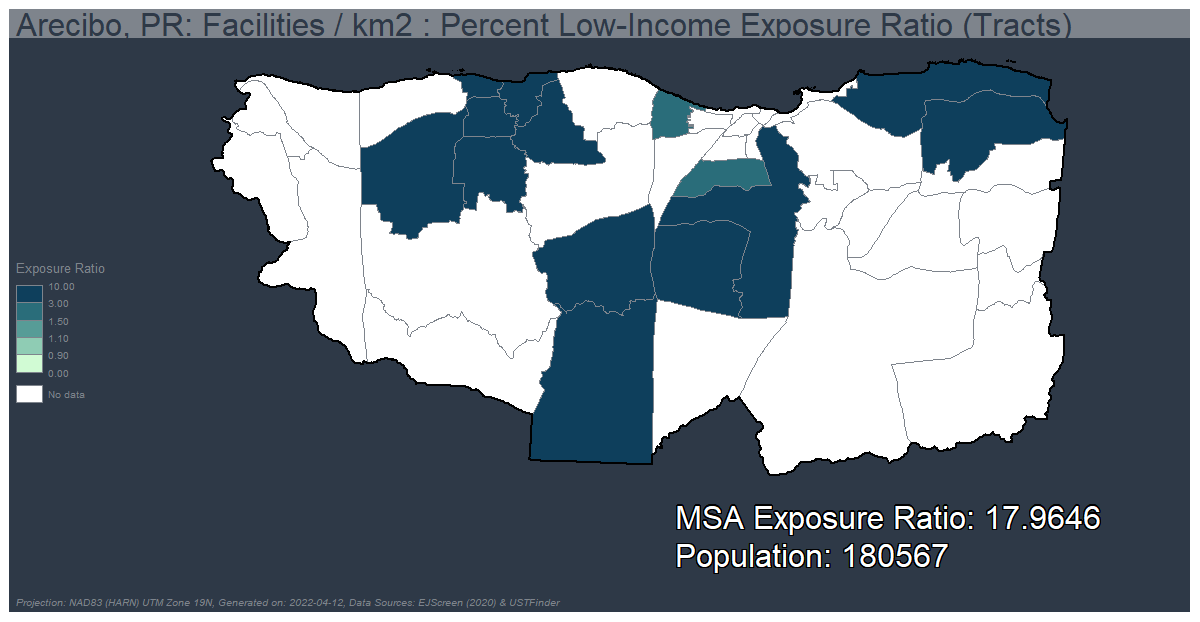 Arecibo, PR: Facilities / km2 : Percent Low-Income Exposure Ratio (Tracts)
Exposure Ratio
10.00
3.00
1.50
1.10
0.90
0.00
No data
MSA Exposure Ratio: 17.9646
Population: 180567
Projection: NAD83 (HARN) UTM Zone 19N, Generated on: 2022-04-12, Data Sources: EJScreen (2020) & USTFinder